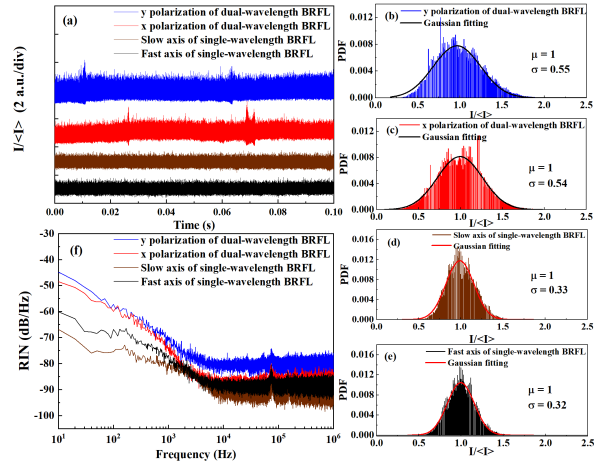 (a)
y polarization of dual-wavelength BRFL
x polarization of dual-wavelength BRFL
Slow axis of single-wavelength BRFL
Fast axis of single-wavelength BRFL
I/<I> (2 a.u./div)
0.00 0.02 0.04 0.06 0.08 0.10
Time (s)
(b)
y polarization of dual-wavelength BRFL
Gaussian fitting
μ = 1
σ = 0.55
PDF
0.012
0.008
0.004
0.000
0.0 0.5 1.0 1.5 2.0 2.5
I/<I>
(c)
x polarization of dual-wavelength BRFL
Gaussian fitting
μ = 1
σ = 0.54
PDF
0.012
0.008
0.004
0.000
0.0 0.5 1.0 1.5 2.0 2.5
I/<I>
(d)
Slow axis of single-wavelength BRFL
Gaussian fitting
μ = 1
σ = 0.33
PDF
0.016
0.012
0.008
0.004
0.000
0.0 0.5 1.0 1.5 2.0 2.5
I/<I>
(e)
Fast axis of single-wavelength BRFL
Gaussian fitting
μ = 1
σ = 0.32
PDF
0.016
0.012
0.008
0.004
0.000
0.0 0.5 1.0 1.5 2.0 2.5
I/<I>
(f)
y polarization of dual-wavelength BRFL
x polarization of dual-wavelength BRFL
Slow axis of single-wavelength BRFL
Fast axis of single-wavelength BRFL
RIN (dB/Hz)
-30
-40
-50
-60
-70
-80
-90
-100
10¹ 10² 10³ 10⁴ 10⁵ 10⁶
Frequency (Hz)